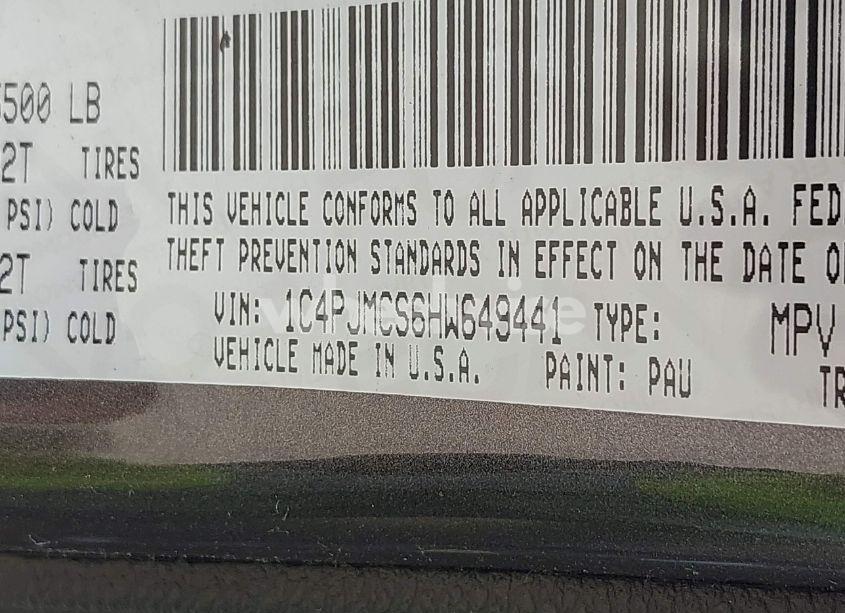 500 LB
2T TIRES
PSI) COLD
2T TIRES
PSI) COLD
THIS VEHICLE CONFORMS TO ALL APPLICABLE U.S.A. FED
THEFT PREVENTION STANDARDS IN EFFECT ON THE DATE O
VIN: 1C4PJMCS6HW649441 TYPE: MPV
VEHICLE MADE IN U.S.A. PAINT: PAU TR